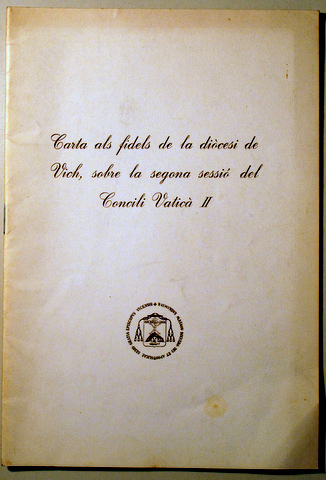 Carta als fidels de la diòcesi de
Vich, sobre la segona sessió del
Concili Vaticà II